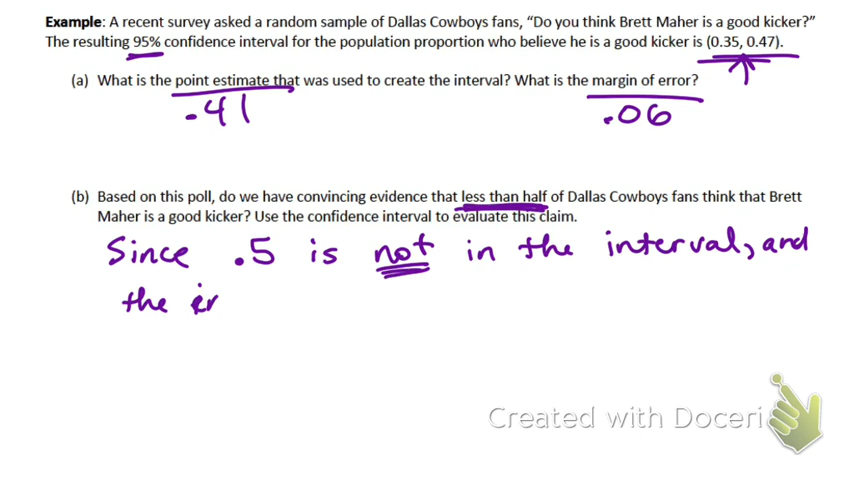 Example: A recent survey asked a random sample of Dallas Cowboys fans, “Do you think Brett Maher is a good kicker?”
The resulting 95% confidence interval for the population proportion who believe he is a good kicker is (0.35, 0.47).
(a) What is the point estimate that was used to create the interval? What is the margin of error?
.41 .06
(b) Based on this poll, do we have convincing evidence that less than half of Dallas Cowboys fans think that Brett
Maher is a good kicker? Use the confidence interval to evaluate this claim.
Since .5 is not in the interval, and
the in
Created with Doceri